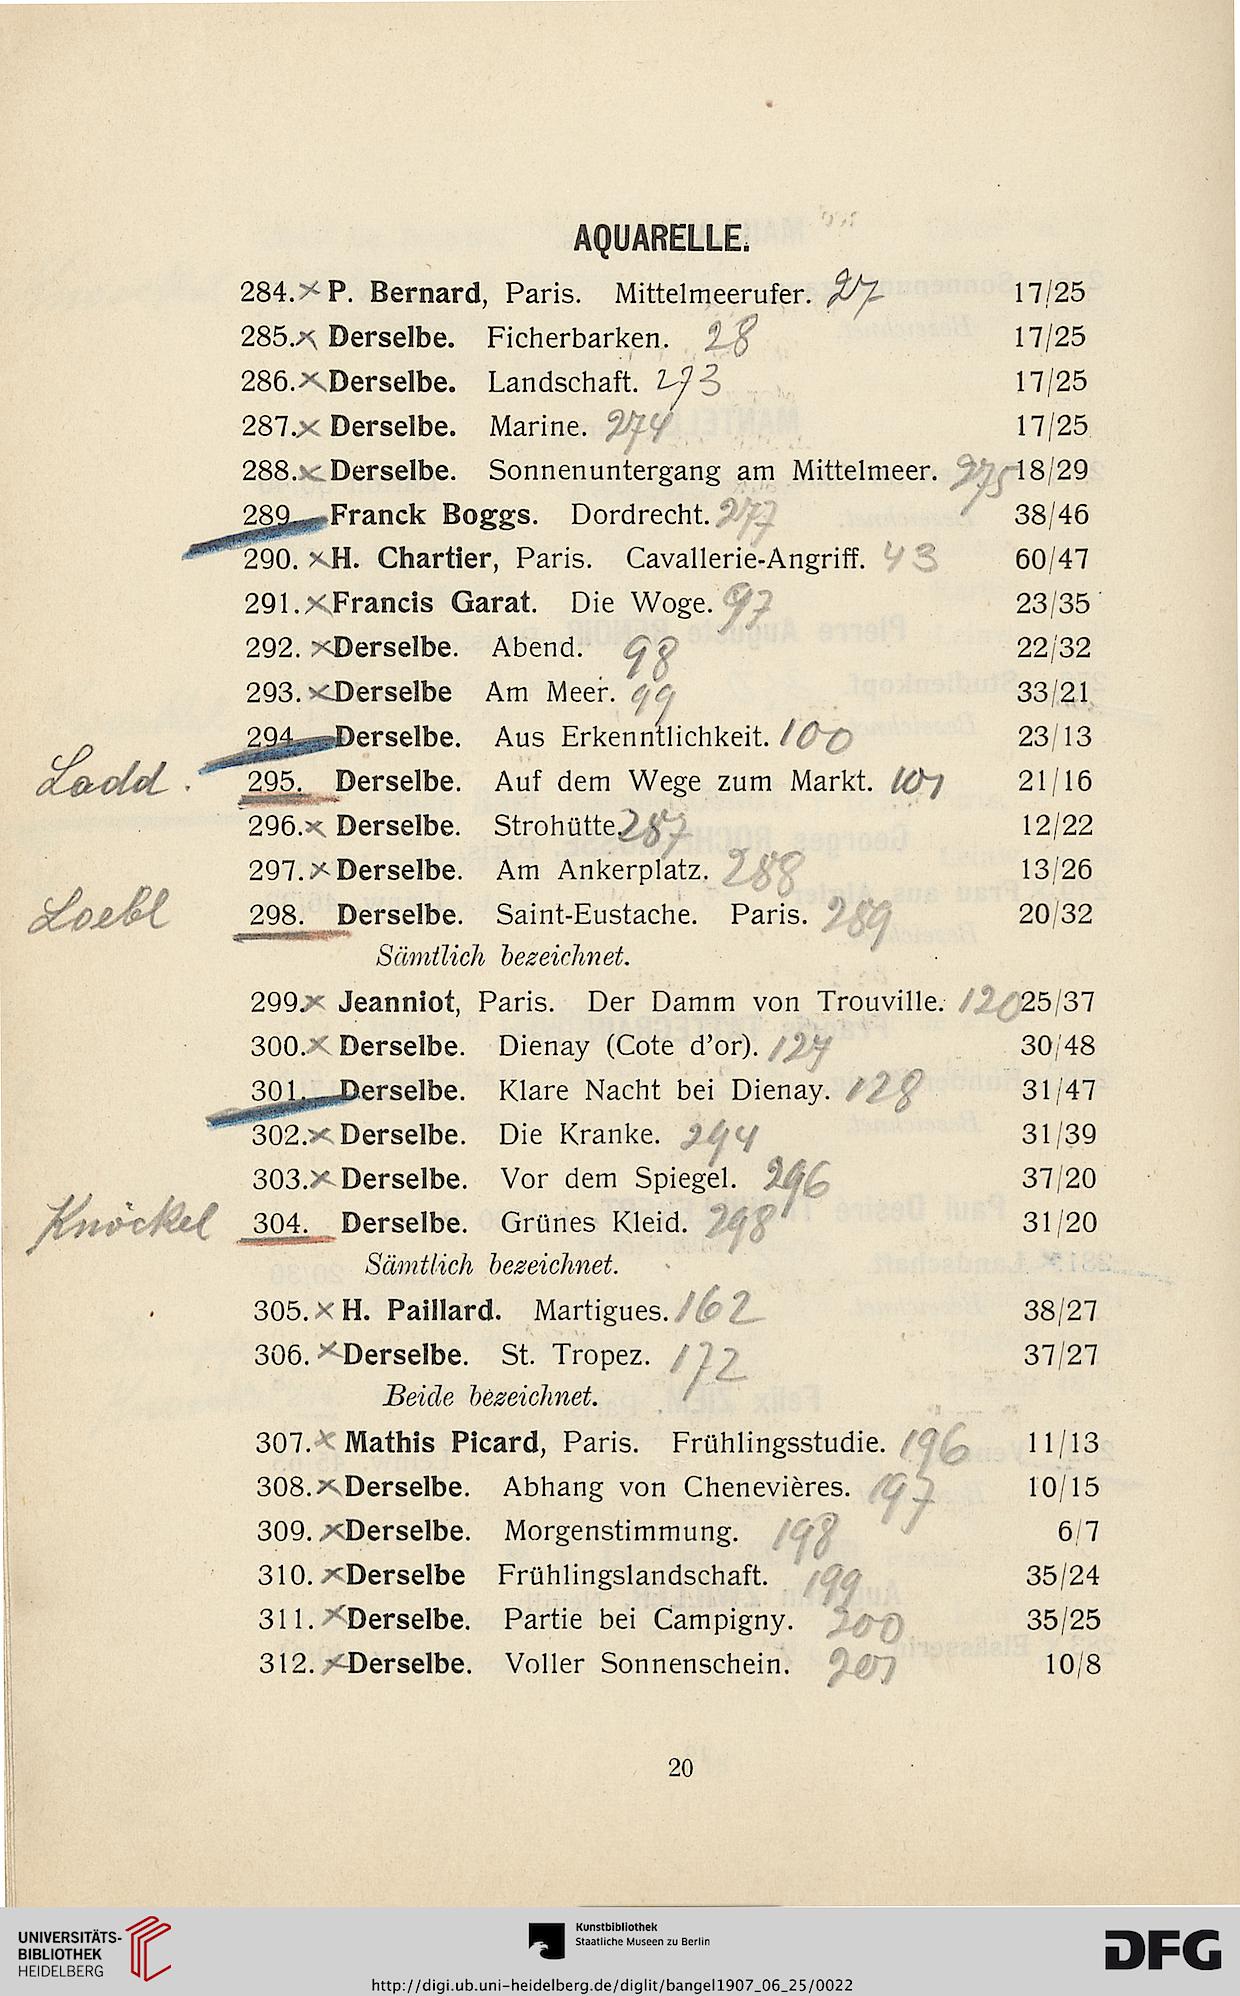 AQUARELLE.
284. × P. Bernard, Paris. Mittelmeerufer. 27 17/25
285. × Derselbe. Ficherbarken. 28 17/25
286. × Derselbe. Landschaft. 273 17/25
287. × Derselbe. Marine. 274 17/25
288. × Derselbe. Sonnenuntergang am Mittelmeer. 275 18/29
289. Franck Boggs. Dordrecht. 277 38/46
290. × H. Chartier, Paris. Cavallerie-Angriff. 43 60/47
291. × Francis Garat. Die Woge. 97 23/35
292. × Derselbe. Abend. 98 22/32
293. × Derselbe Am Meer. 99 33/21
294. Derselbe. Aus Erkenntlichkeit. 100 23/13
Ladd. 295. Derselbe. Auf dem Wege zum Markt. 101 21/16
296. × Derselbe. Strohütte. 287 12/22
297. × Derselbe. Am Ankerplatz. 288 13/26
Loebl 298. Derselbe. Saint-Eustache. Paris. 289 20/32
Sämtlich bezeichnet.
299. × Jeanniot, Paris. Der Damm von Trouville. 120 25/37
300. × Derselbe. Dienay (Cote d'or). 127 30/48
301. Derselbe. Klare Nacht bei Dienay. 128 31/47
302. × Derselbe. Die Kranke. 294 31/39
303. × Derselbe. Vor dem Spiegel. 296 37/20
Knöckel 304. Derselbe. Grünes Kleid. 298 31/20
Sämtlich bezeichnet.
305. × H. Paillard. Martigues. 162 38/27
306. × Derselbe. St. Tropez. 172 37/27
Beide bezeichnet.
307. × Mathis Picard, Paris. Frühlingsstudie. 196 11/13
308. × Derselbe. Abhang von Chenevières. 197 10/15
309. × Derselbe. Morgenstimmung. 198 6/7
310. × Derselbe Frühlingslandschaft. 199 35/24
311. × Derselbe. Partie bei Campigny. 200 35/25
312. × Derselbe. Voller Sonnenschein. 201 10/8
20
UNIVERSITÄTS-
BIBLIOTHEK
HEIDELBERG
Kunstbibliothek
Staatliche Museen zu Berlin
DFG
http://digi.ub.uni-heidelberg.de/diglit/bangel1907_06_25/0022